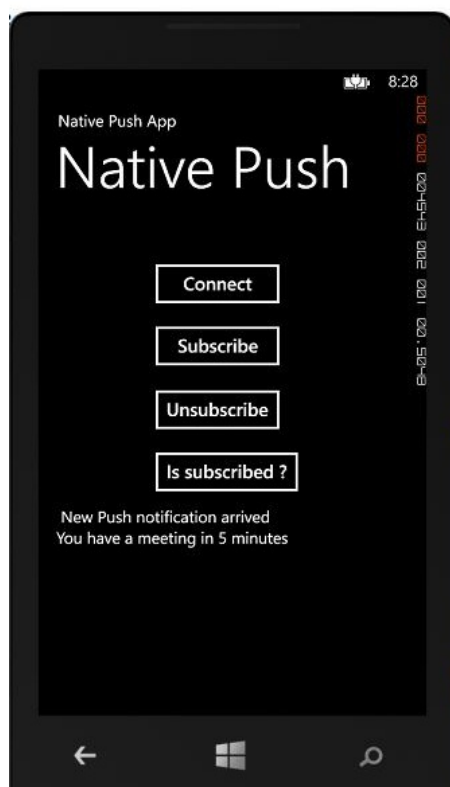 8:28
Native Push App
Native Push
Connect
Subscribe
Unsubscribe
Is subscribed ?
New Push notification arrived
You have a meeting in 5 minutes